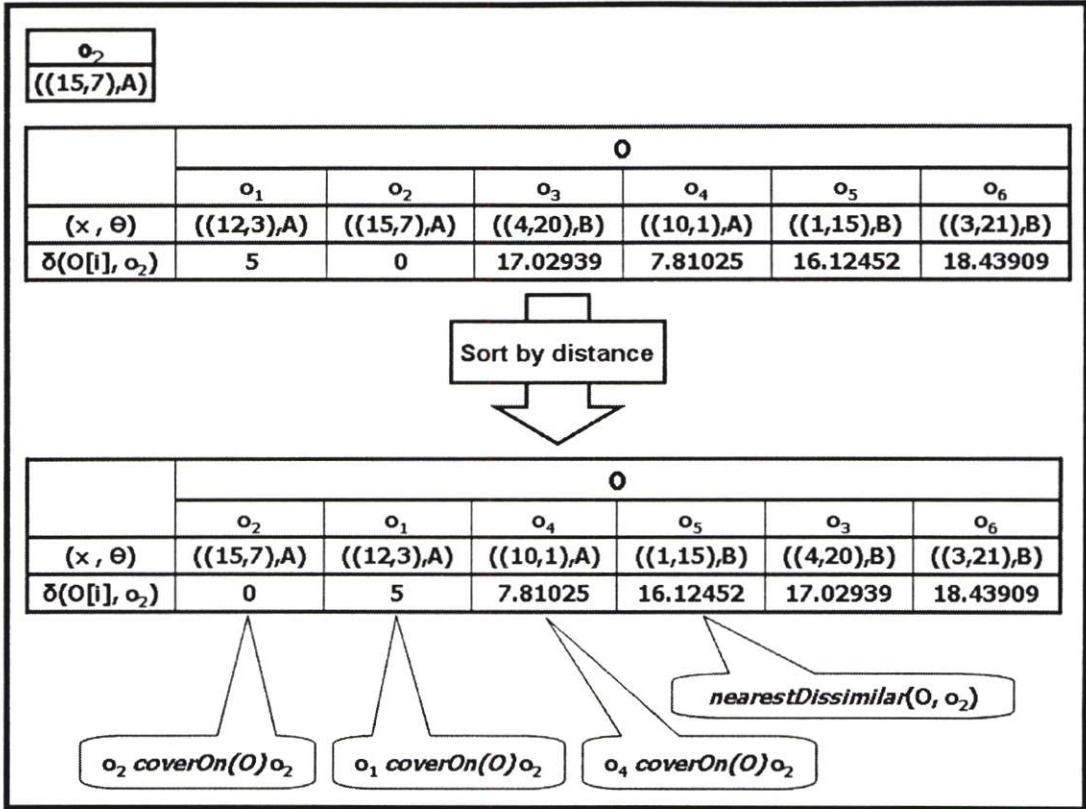 o₂
((15,7),A)
O
o₁ o₂ o₃ o₄ o₅ o₆
(x , Θ) ((12,3),A) ((15,7),A) ((4,20),B) ((10,1),A) ((1,15),B) ((3,21),B)
δ(O[i], o₂) 5 0 17.02939 7.81025 16.12452 18.43909
Sort by distance
O
o₂ o₁ o₄ o₅ o₃ o₆
(x , Θ) ((15,7),A) ((12,3),A) ((10,1),A) ((1,15),B) ((4,20),B) ((3,21),B)
δ(O[i], o₂) 0 5 7.81025 16.12452 17.02939 18.43909
nearestDissimilar(O, o₂)
o₂ coverOn(O) o₂ o₁ coverOn(O) o₂ o₄ coverOn(O) o₂